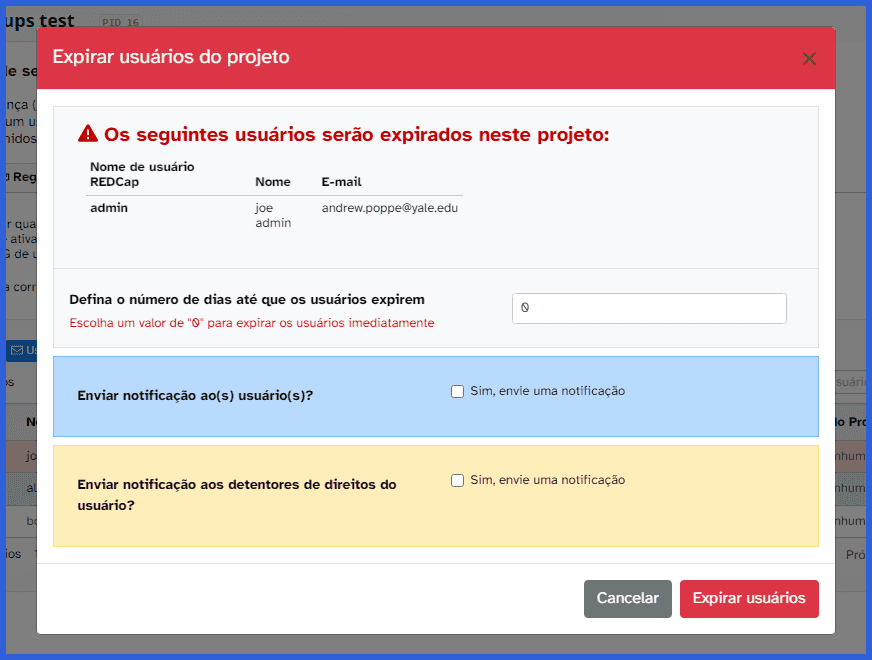 ups test PID 16
Expirar usuários do projeto
Os seguintes usuários serão expirados neste projeto:
Nome de usuário
REDCap Nome E-mail
admin joe andrew.poppe@yale.edu
admin
Defina o número de dias até que os usuários expirem
0
Escolha um valor de "0" para expirar os usuários imediatamente
Enviar notificação ao(s) usuário(s)?
Sim, envie uma notificação
Enviar notificação aos detentores de direitos do
usuário?
Sim, envie uma notificação
Cancelar Expirar usuários